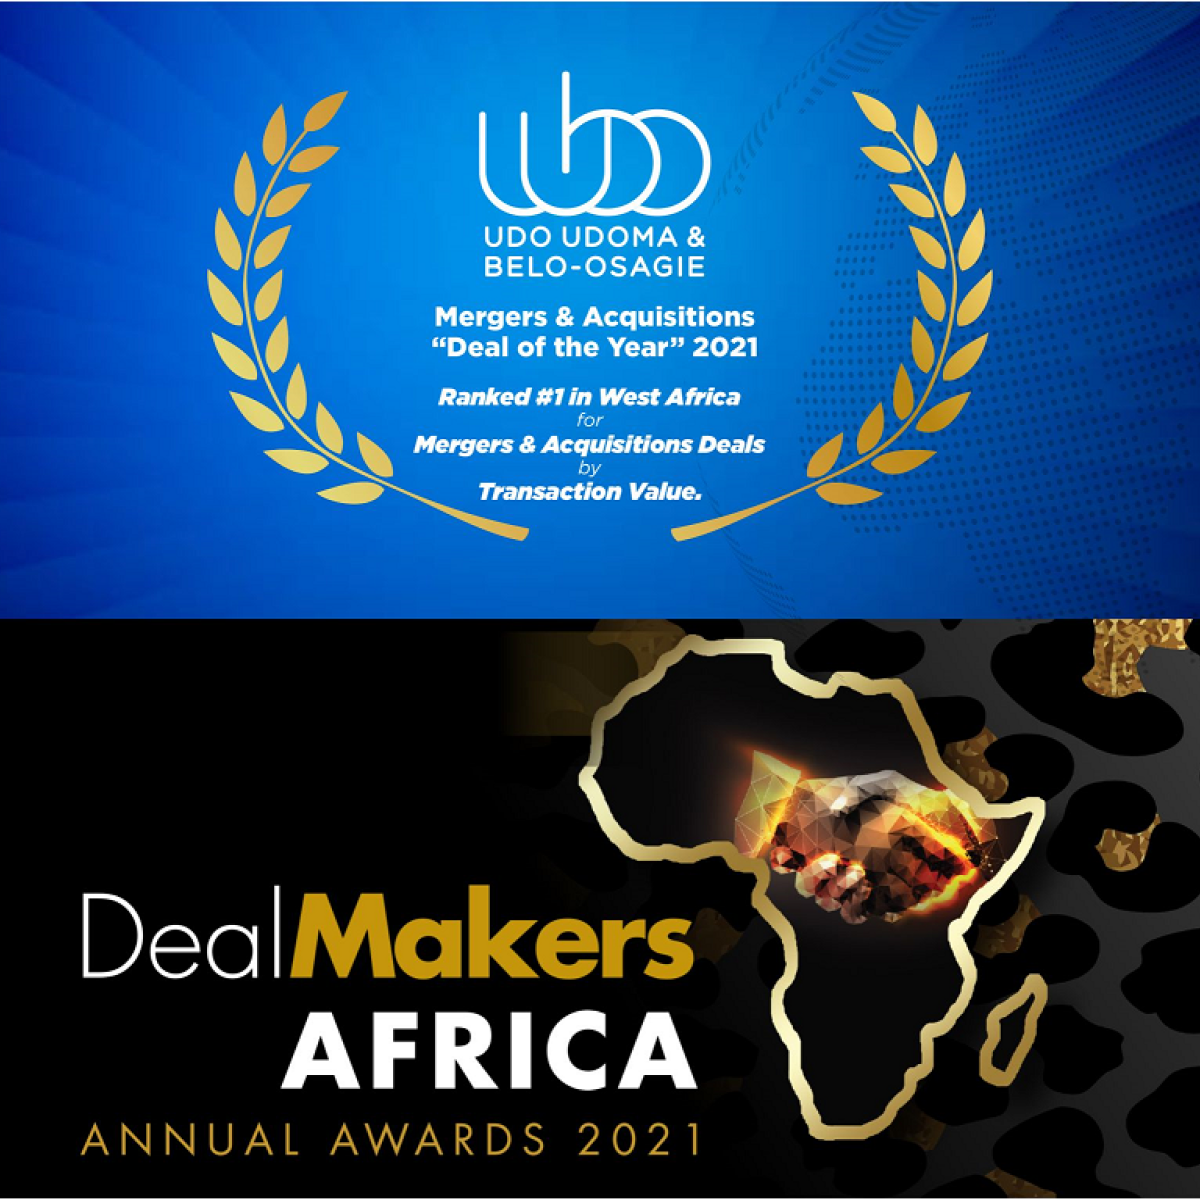 ubo
UDO UDOMA &
BELO-OSAGIE
Mergers & Acquisitions
“Deal of the Year” 2021
Ranked #1 in West Africa
for
Mergers & Acquisitions Deals
by
Transaction Value.
DealMakers
AFRICA
ANNUAL AWARDS 2021